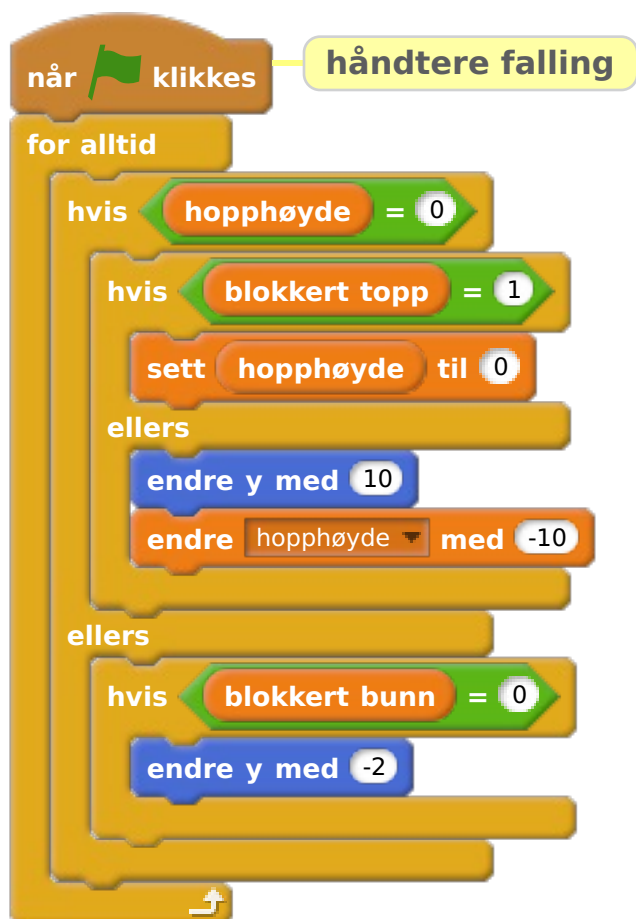 når klikkes
håndtere falling
for alltid
hvis hopphøyde = 0
hvis blokkert topp = 1
sett hopphøyde til 0
ellers
endre y med 10
endre hopphøyde med -10
ellers
hvis blokkert bunn = 0
endre y med -2